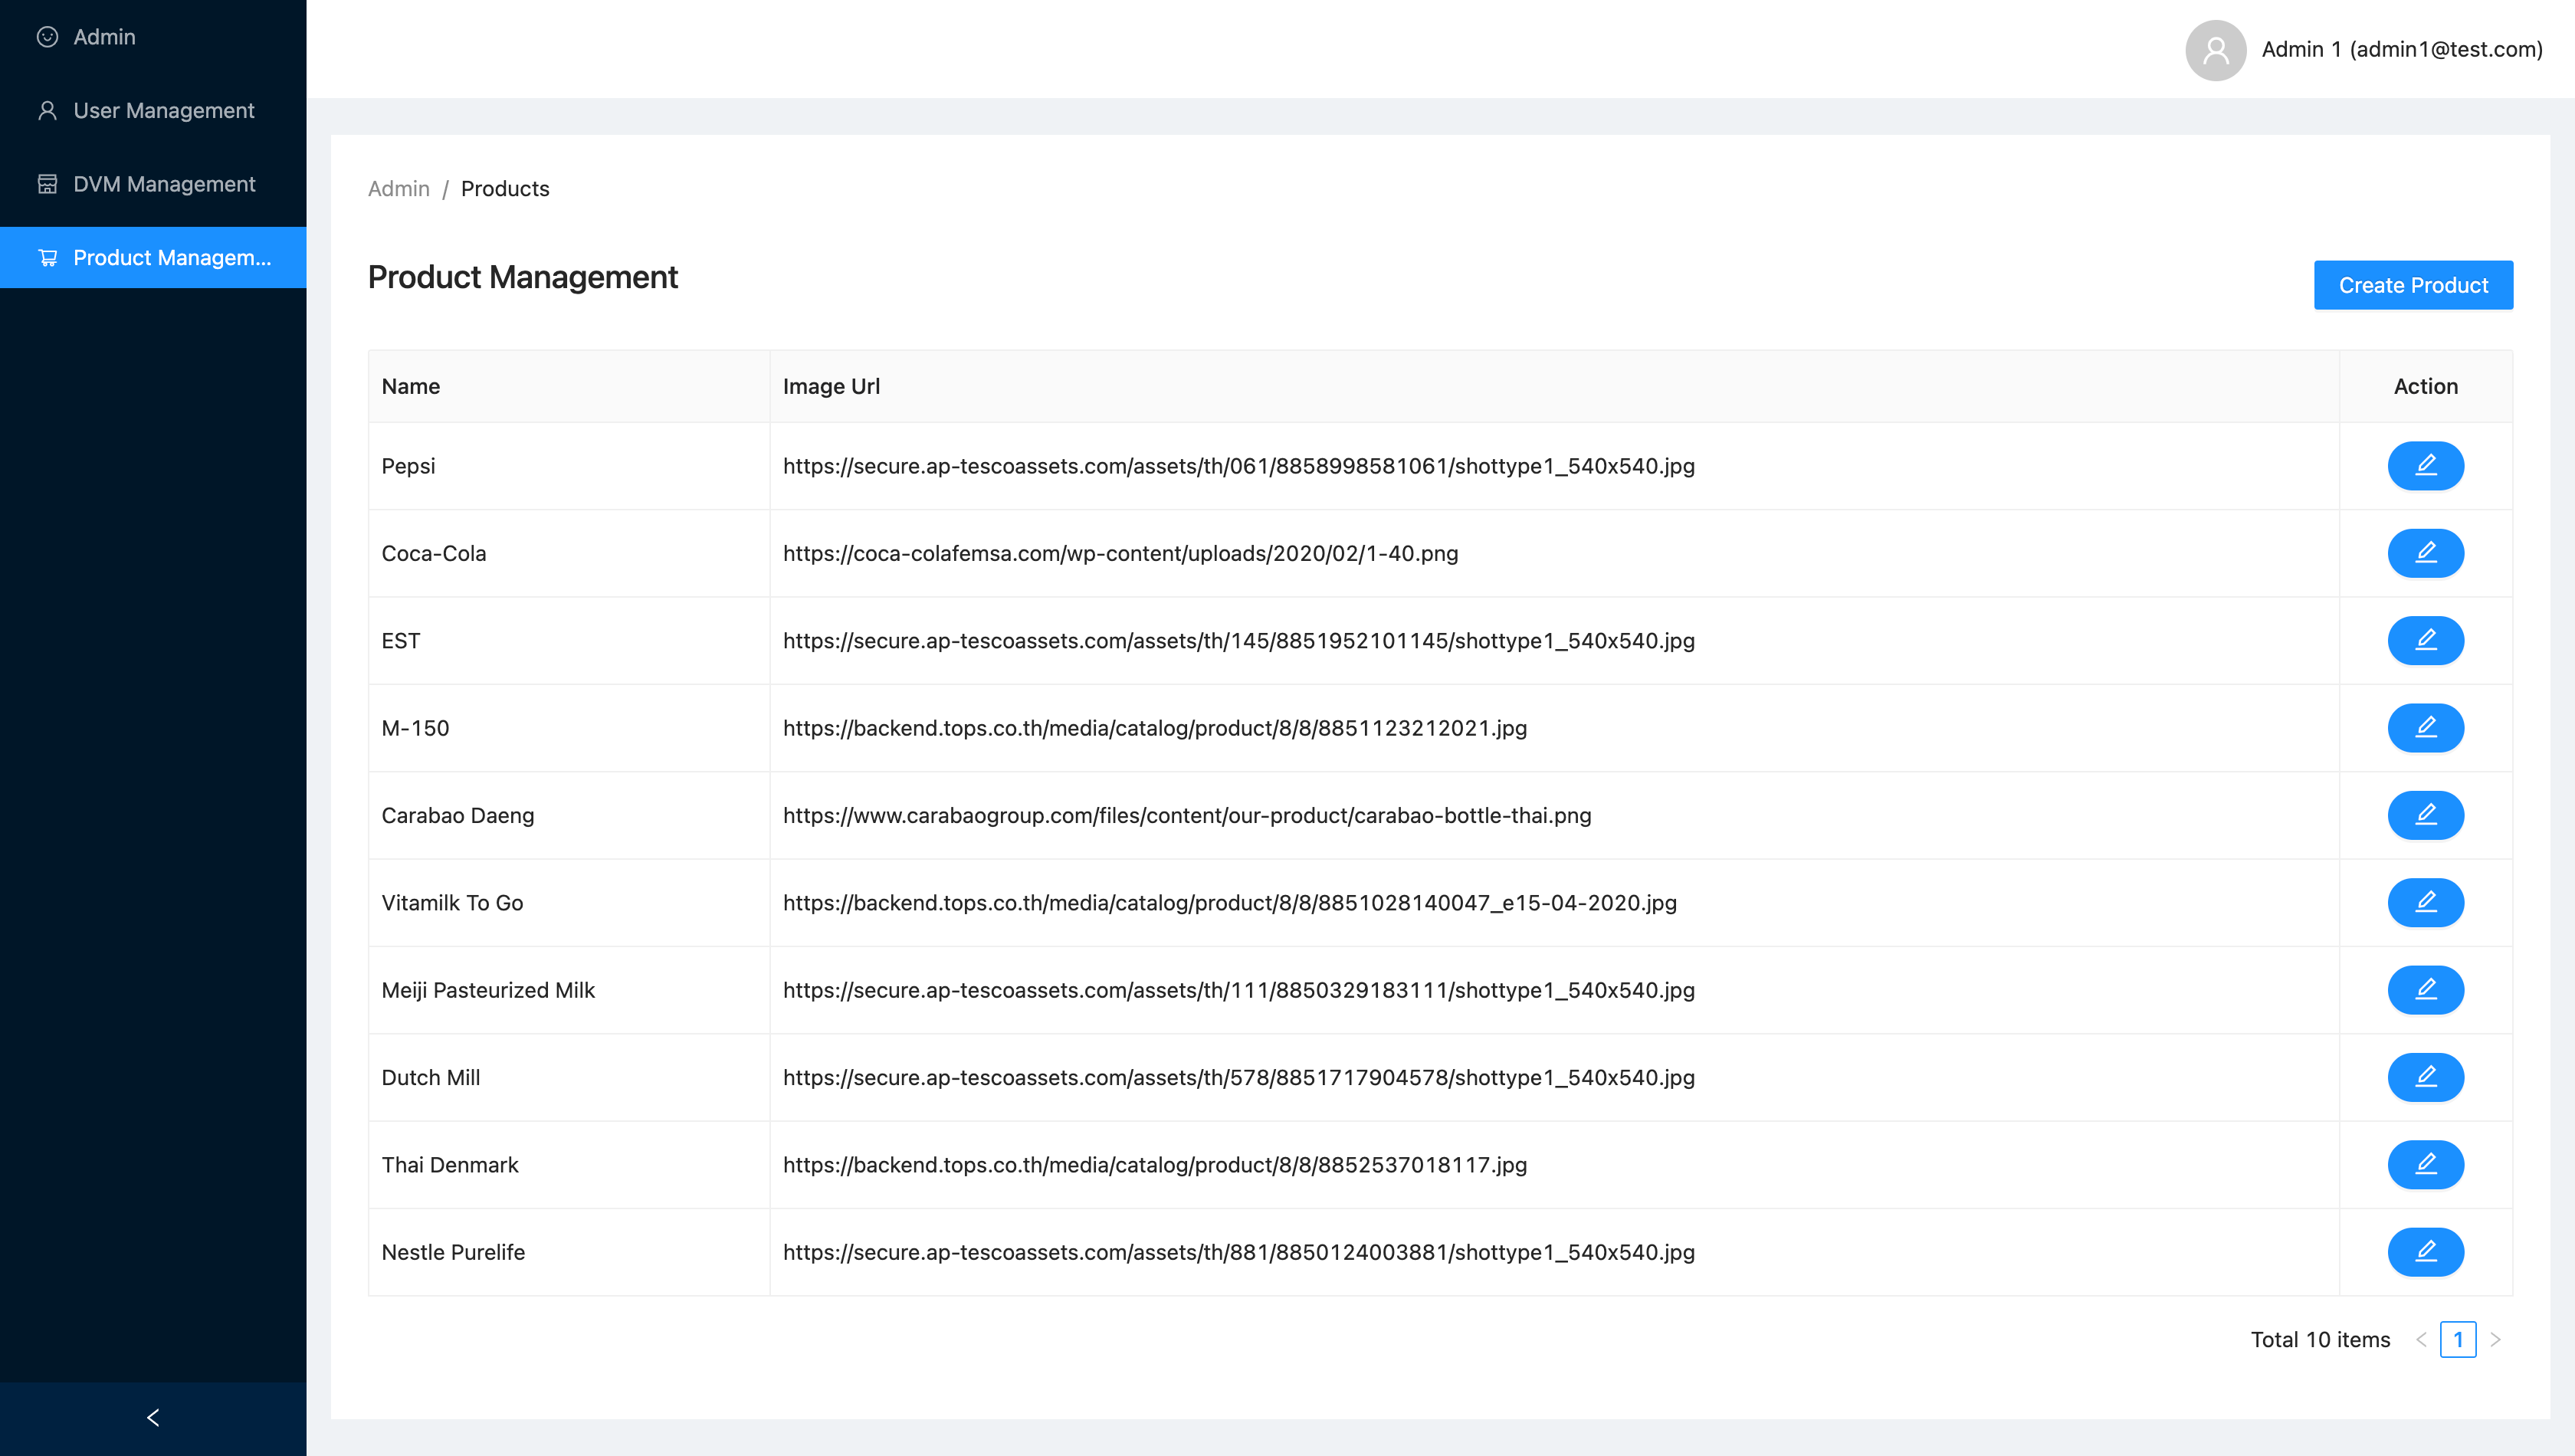 Admin
User Management
DVM Management
Product Managem...
Admin 1 (admin1@test.com)
Admin / Products
Product Management
Create Product
Name Image Url Action
Pepsi https://secure.ap-tescoassets.com/assets/th/061/8858998581061/shottype1_540x540.jpg
Coca-Cola https://coca-colafemsa.com/wp-content/uploads/2020/02/1-40.png
EST https://secure.ap-tescoassets.com/assets/th/145/8851952101145/shottype1_540x540.jpg
M-150 https://backend.tops.co.th/media/catalog/product/8/8/8851123212021.jpg
Carabao Daeng https://www.carabaogroup.com/files/content/our-product/carabao-bottle-thai.png
Vitamilk To Go https://backend.tops.co.th/media/catalog/product/8/8/8851028140047_e15-04-2020.jpg
Meiji Pasteurized Milk https://secure.ap-tescoassets.com/assets/th/111/8850329183111/shottype1_540x540.jpg
Dutch Mill https://secure.ap-tescoassets.com/assets/th/578/8851717904578/shottype1_540x540.jpg
Thai Denmark https://backend.tops.co.th/media/catalog/product/8/8/8852537018117.jpg
Nestle Purelife https://secure.ap-tescoassets.com/assets/th/881/8850124003881/shottype1_540x540.jpg
Total 10 items < 1 >